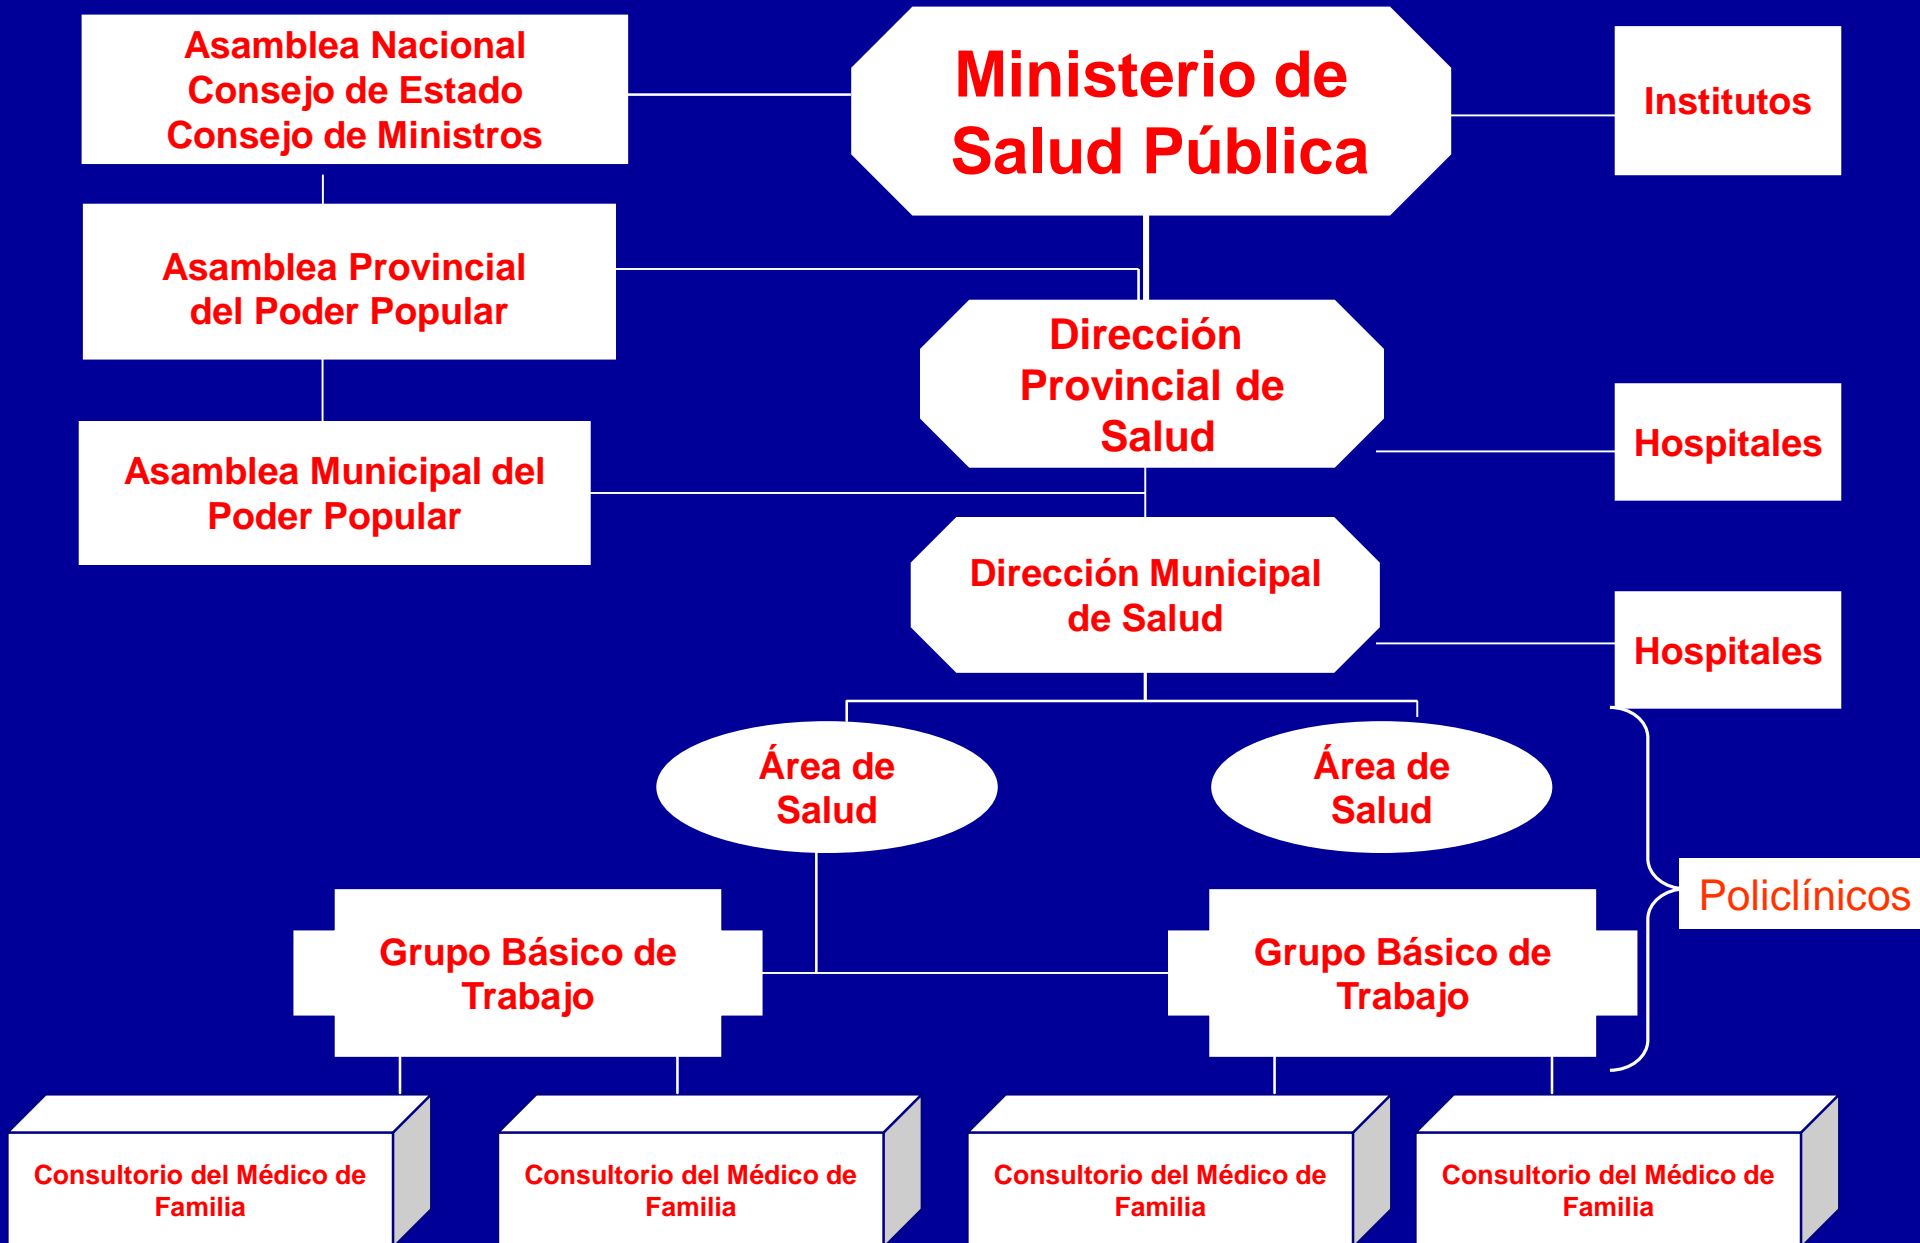 Asamblea Nacional
Consejo de Estado
Consejo de Ministros
Ministerio de
Salud Pública
Institutos
Asamblea Provincial
del Poder Popular
Dirección
Provincial de
Salud
Hospitales
Asamblea Municipal del
Poder Popular
Dirección Municipal
de Salud
Hospitales
Área de
Salud
Área de
Salud
Policlínicos
Grupo Básico de
Trabajo
Grupo Básico de
Trabajo
Consultorio del Médico de
Familia
Consultorio del Médico de
Familia
Consultorio del Médico de
Familia
Consultorio del Médico de
Familia